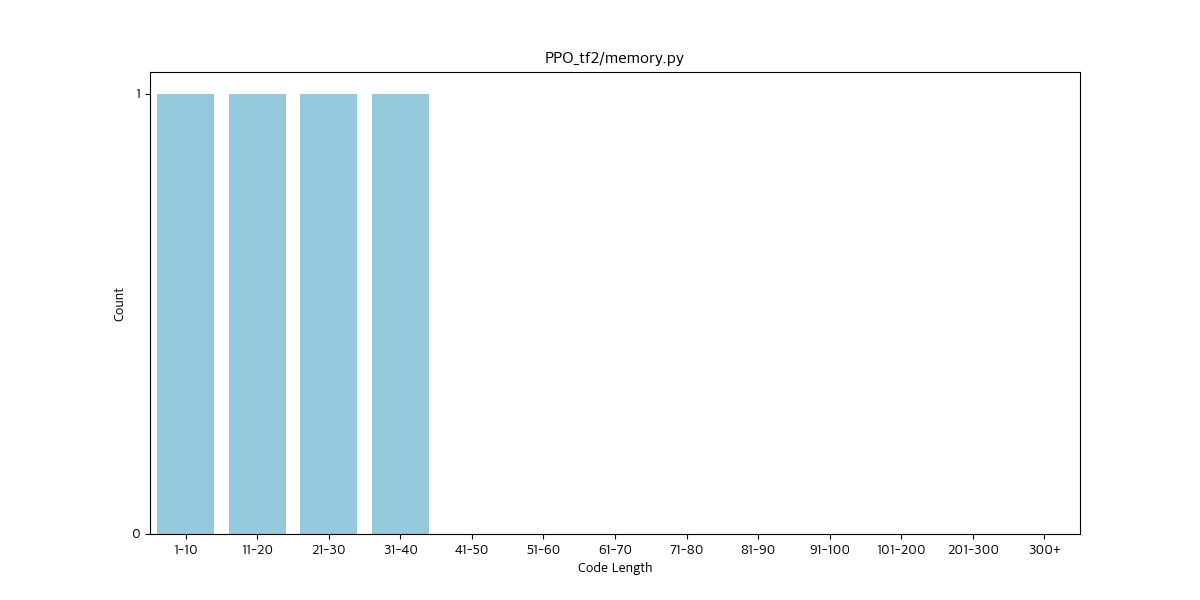 PPO_tf2/memory.py
Count
1
0
1-10 11-20 21-30 31-40 41-50 51-60 61-70 71-80 81-90 91-100 101-200 201-300 300+
Code Length